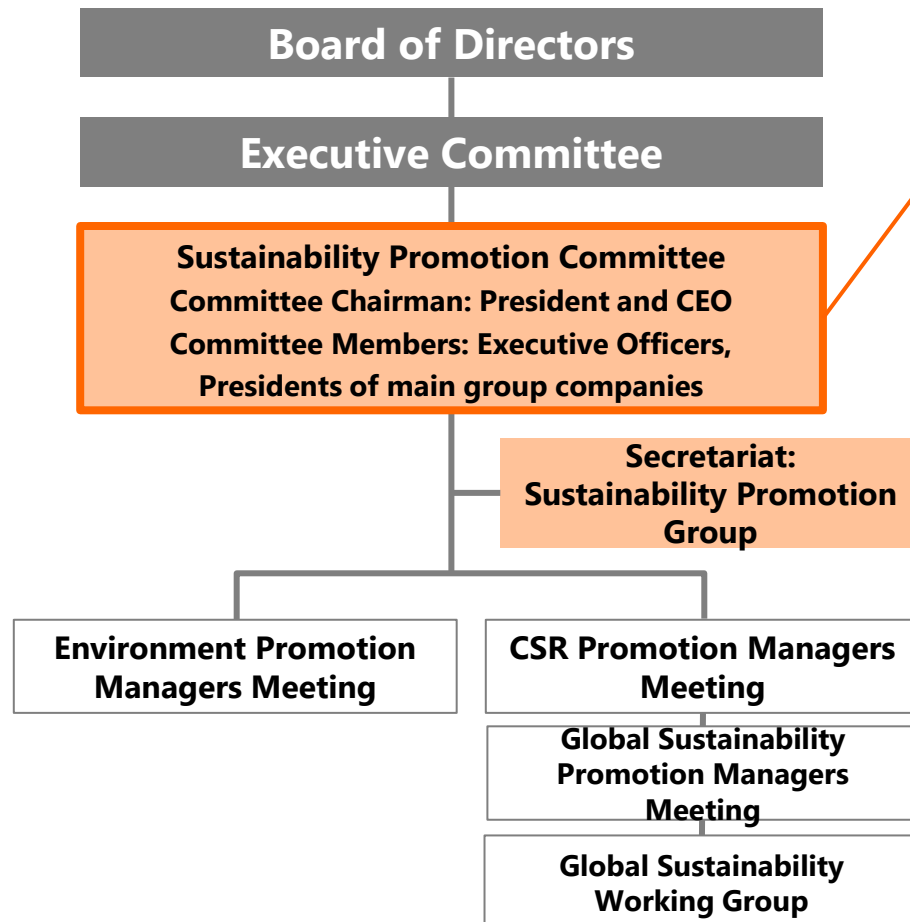 Board of Directors
Executive Committee
Sustainability Promotion Committee
Committee Chairman: President and CEO
Committee Members: Executive Officers,
Presidents of main group companies
Secretariat:
Sustainability Promotion
Group
Environment Promotion
Managers Meeting
CSR Promotion Managers
Meeting
Global Sustainability
Promotion Managers
Meeting
Global Sustainability
Working Group